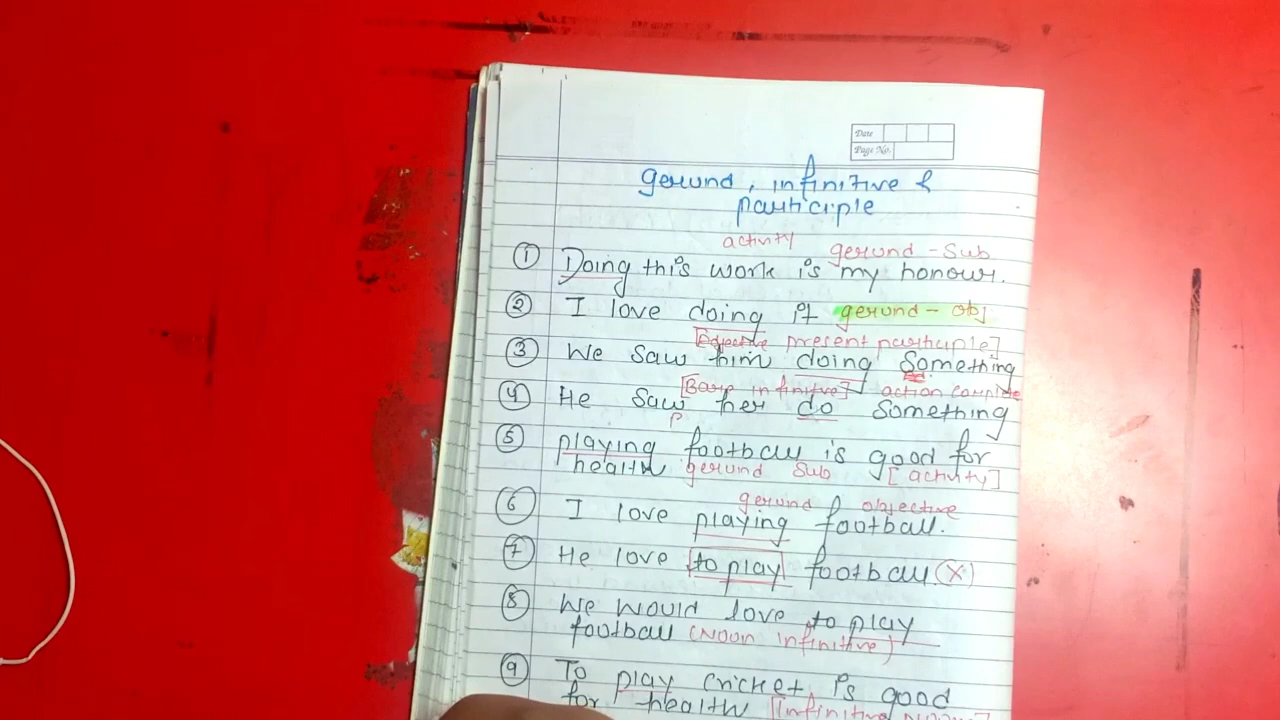 Date
Page No.
gerund, infinitive &
participle
activity gerund - Sub
① Doing this work is my honour.
② I love doing it gerund - obj
[Adjective present participle]
③ We saw him doing Something
[Bare infinitve] action complete
④ He saw her do something
P
⑤ playing football is good for
health gerund Sub [activity]
gerund objective
⑥ I love playing football.
⑦ He love to play football (x)
⑧ We would love to play
football (Noun infinitive)
⑨ To play cricket is good
for health [infinitive